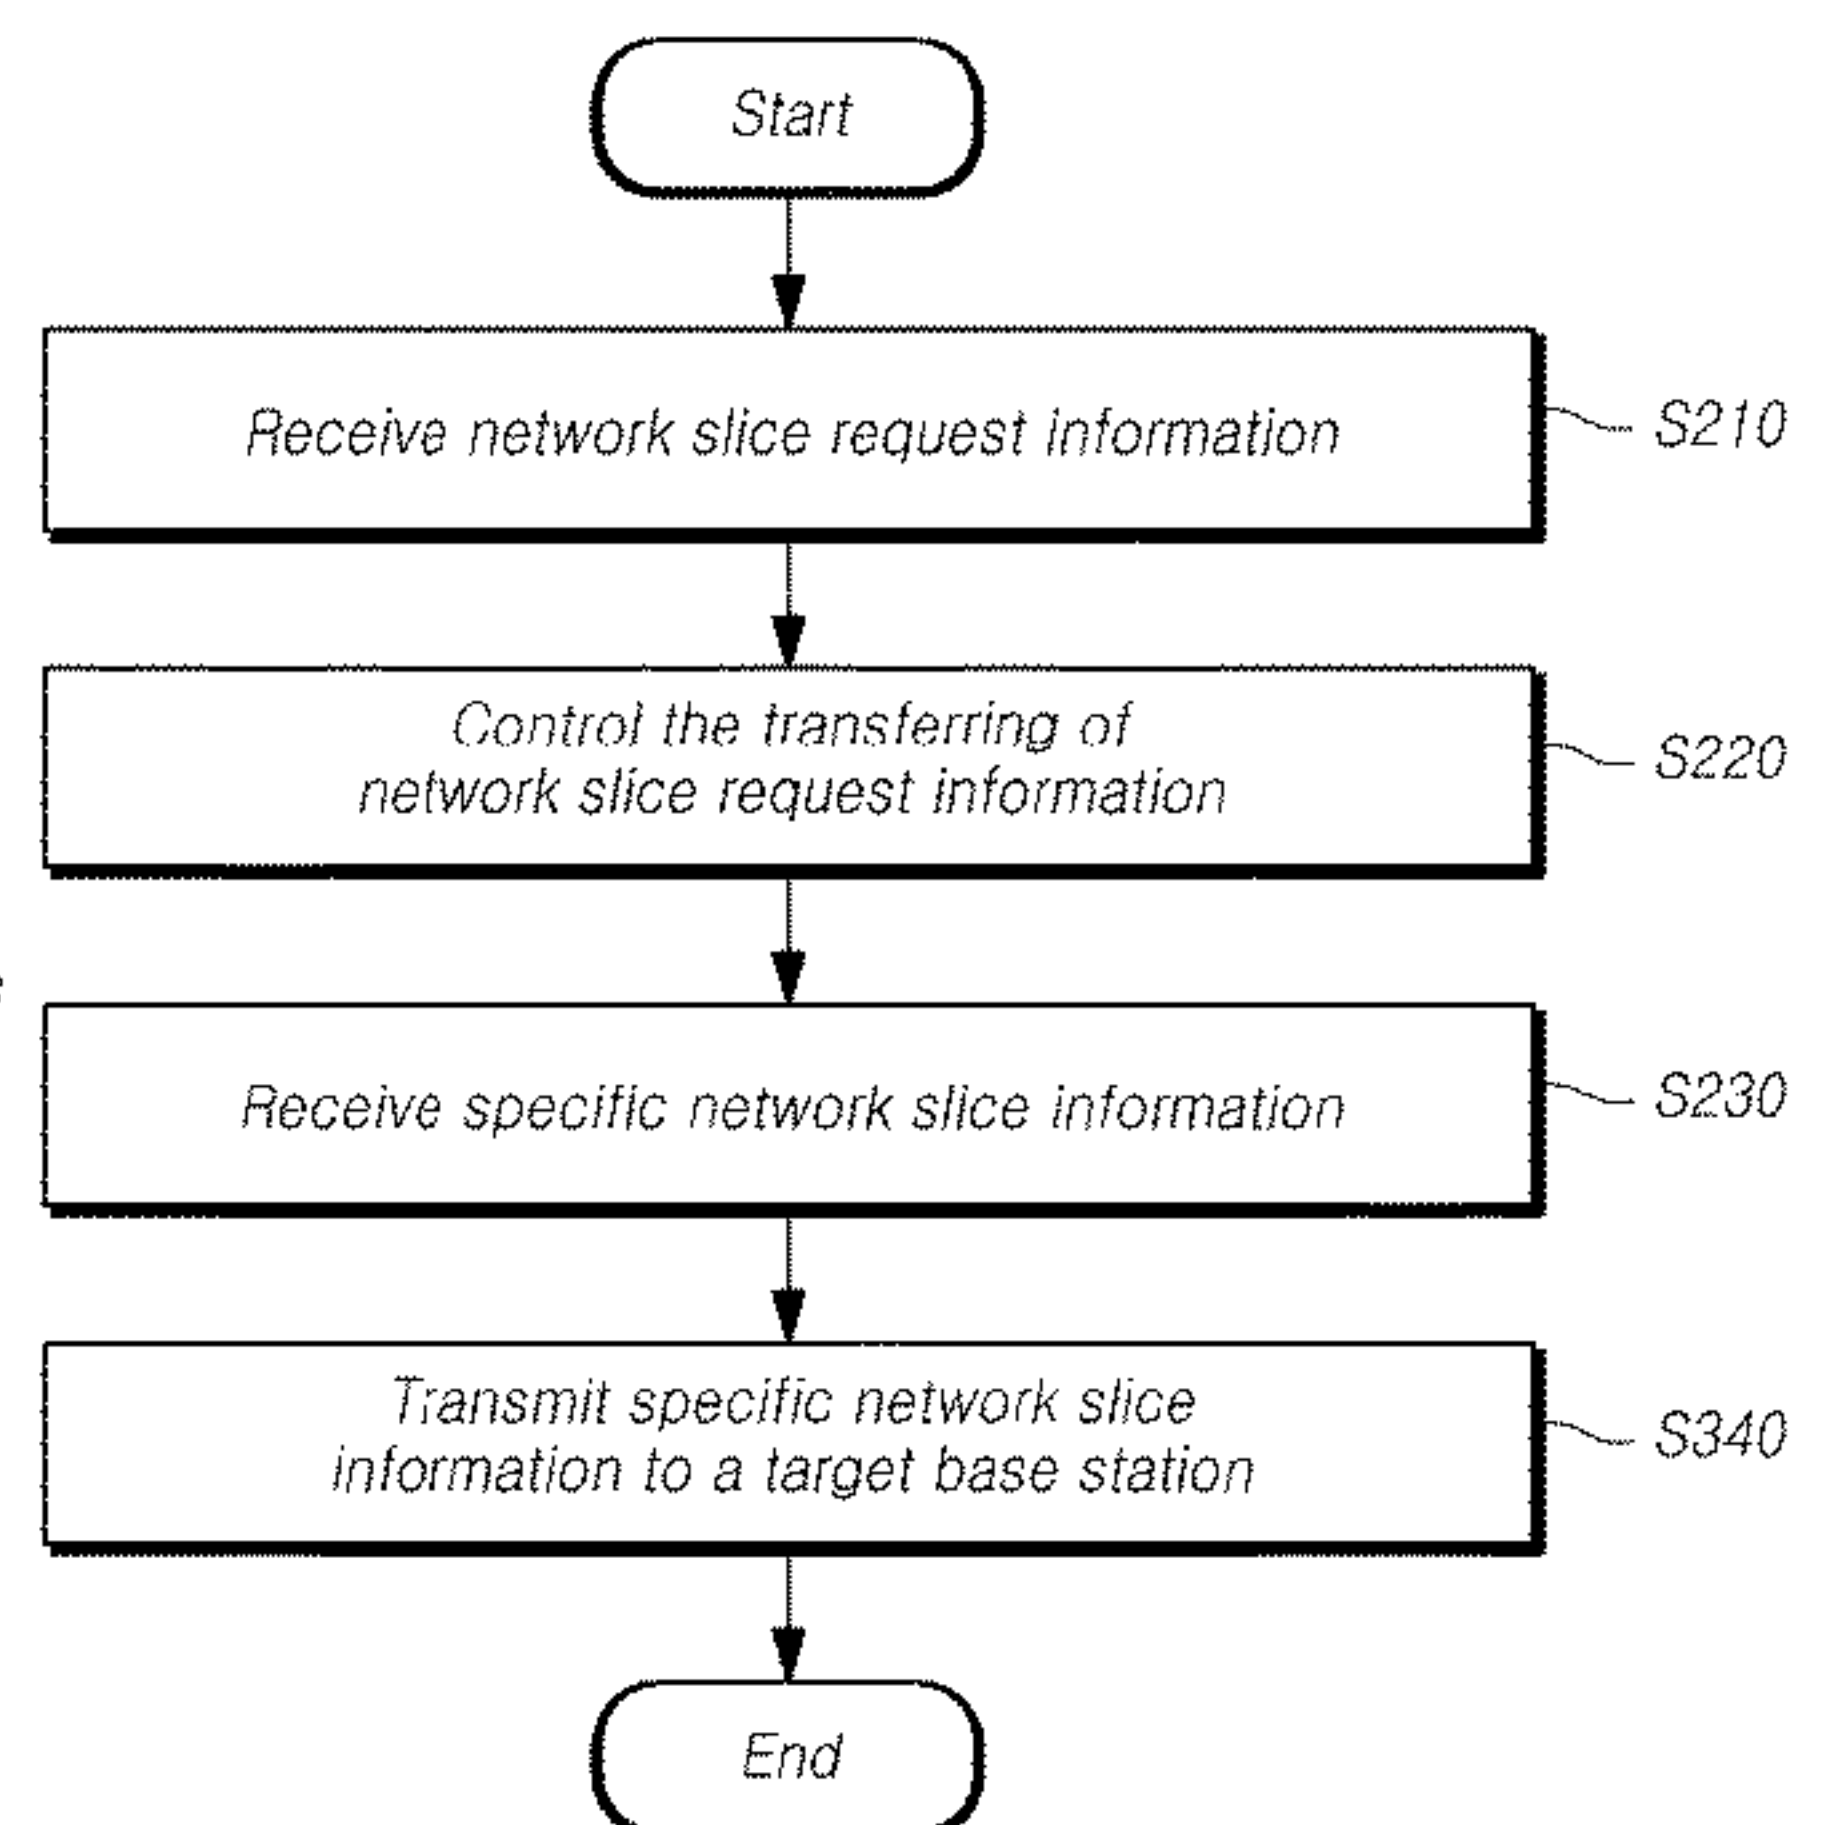 Start
Receive network slice request information
S210
Control the transferring of
network slice request information
S220
Receive specific network slice information
S230
Transmit specific network slice
information to a target base station
S340
End